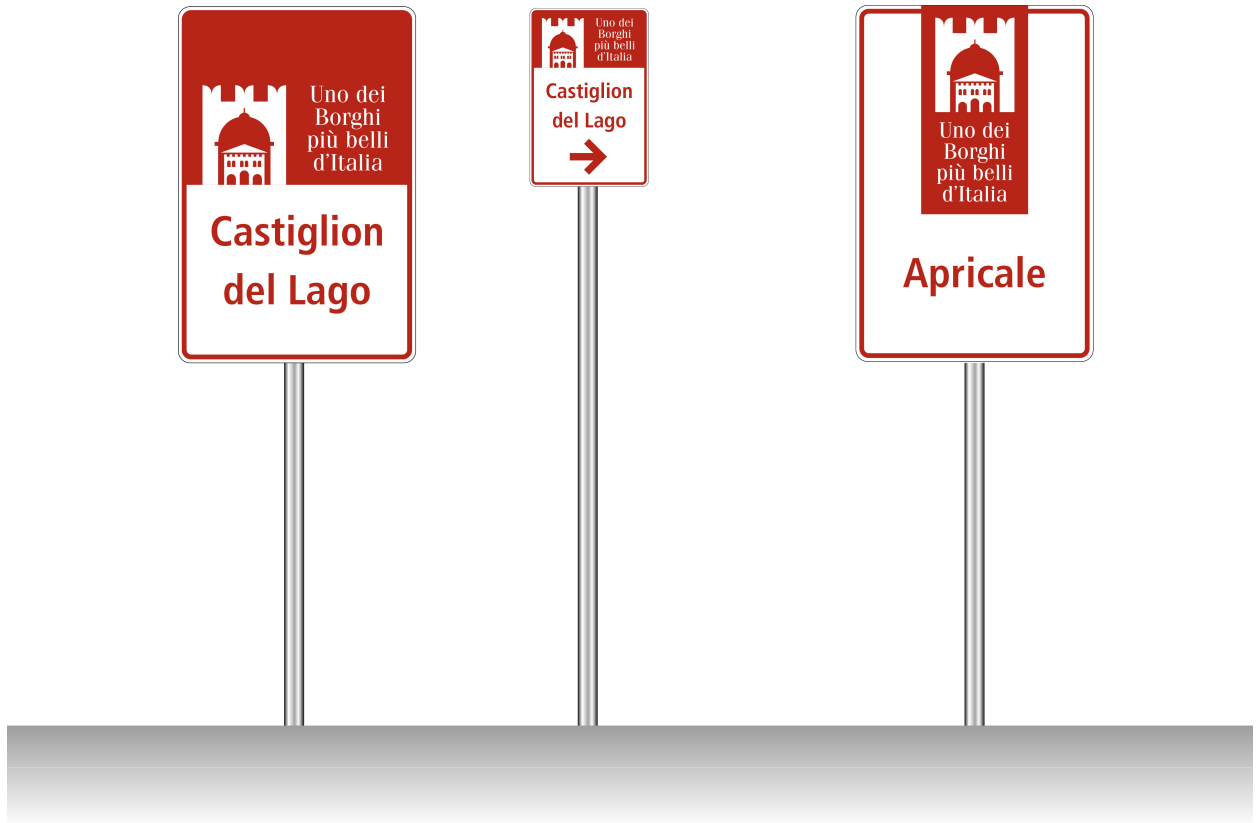 Uno dei
Borghi
più belli
d'Italia
Castiglion
del Lago
Uno dei
Borghi
più belli
d'Italia
Castiglion
del Lago
Uno dei
Borghi
più belli
d'Italia
Apricale